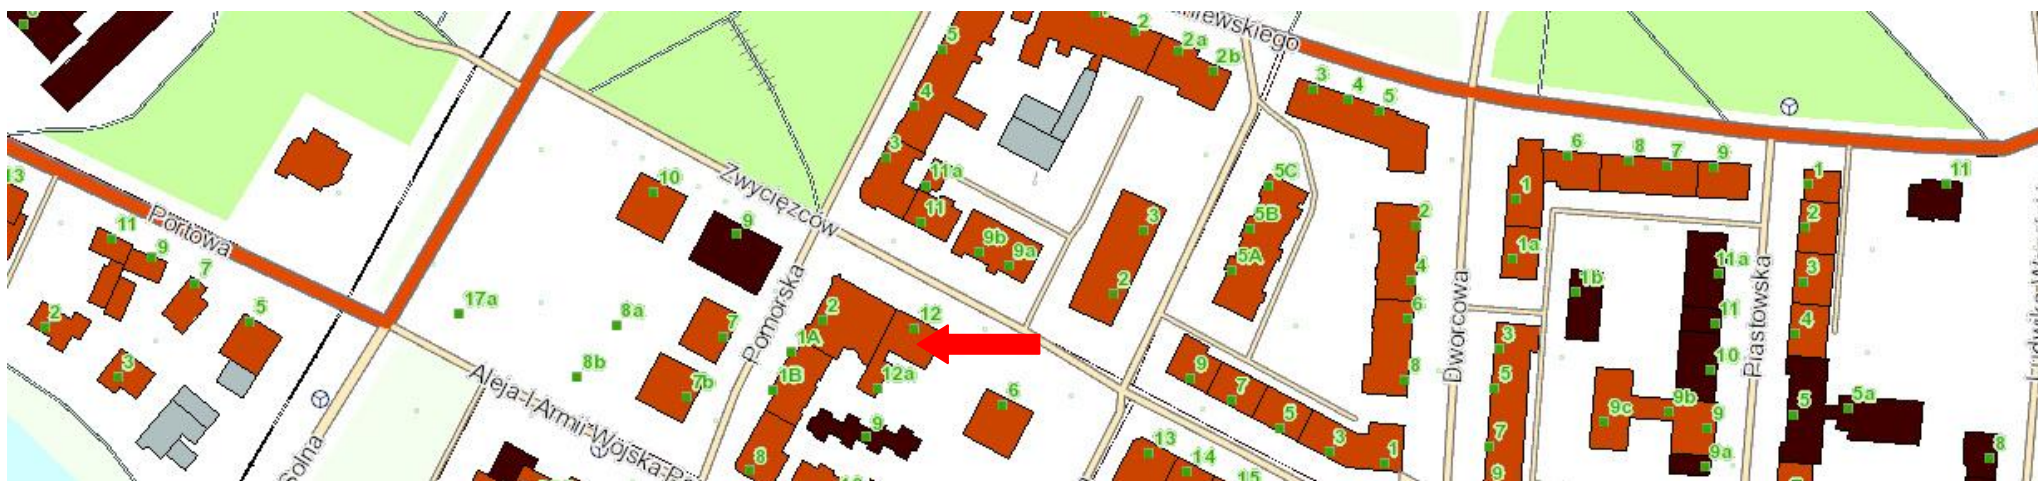 Zwycięzców
Portowa
Pomorska
Dworcowa
Piastowska
Solna
Aleja I Armii Wojska Po
13
11
9
7
5
2
3
17a
8a
8b
10
9
7
7b
5
4
3
11a
11
9b
9a
2
2a
2b
3
2
5C
5B
5A
3
4
5
2
4
6
8
1
1a
6
8
7
9
1
2
3
4
5
5a
11
8
1b
11a
11
10
9c
9b
9
9a
3
5
7
9
9
7
5
3
1
2
1A
1B
8
12
12a
9
6
13
14
15